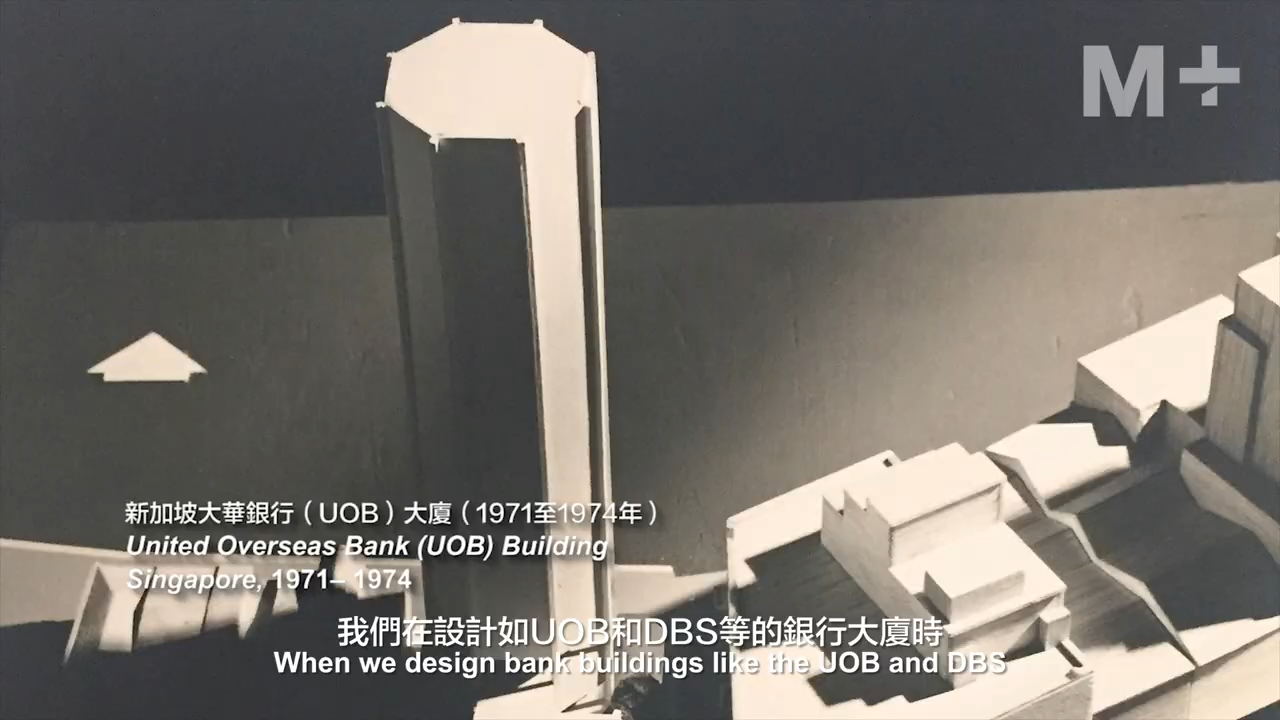 M+
新加坡大華銀行（UOB）大廈（1971至1974年）
United Overseas Bank (UOB) Building
Singapore, 1971– 1974
我們在設計如UOB和DBS等的銀行大廈時
When we design bank buildings like the UOB and DBS